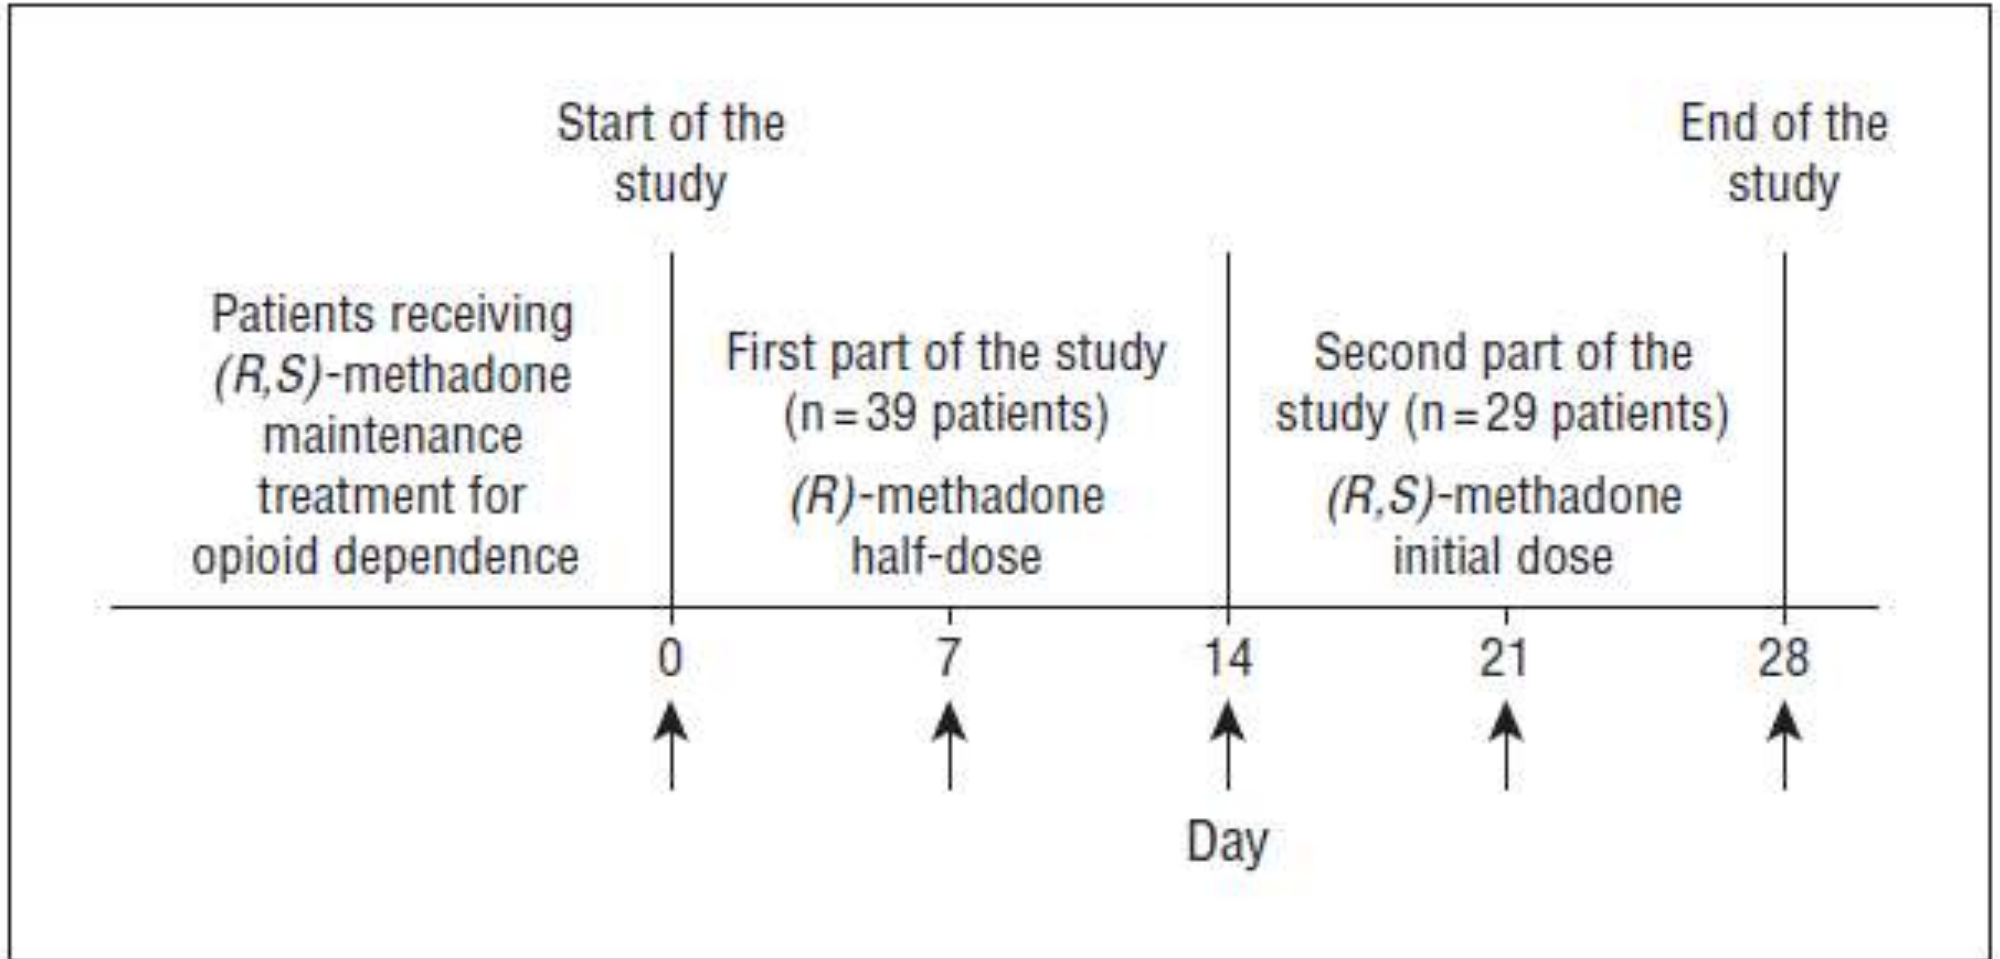 Start of the
study
End of the
study
Patients receiving
(R,S)-methadone
maintenance
treatment for
opioid dependence
First part of the study
(n=39 patients)
(R)-methadone
half-dose
Second part of the
study (n=29 patients)
(R,S)-methadone
initial dose
0 7 14 21 28
Day